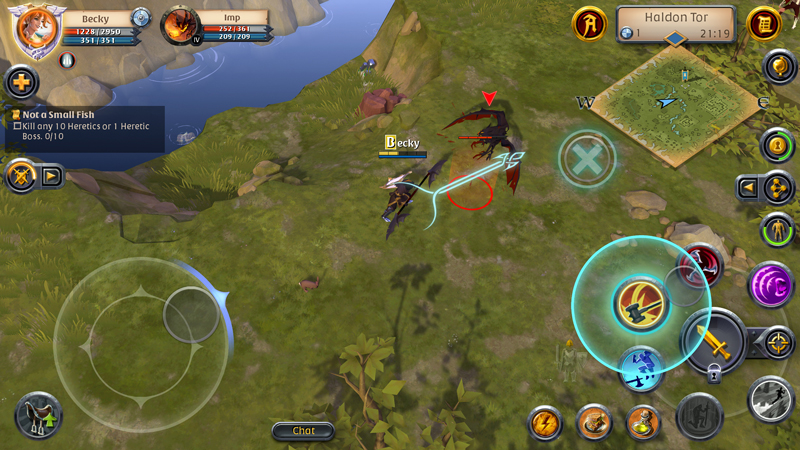 Becky
1228/2950
351/351
Imp
252/361
209/209
IV
Haldon Tor
1
21:19
W
E
Not a Small Fish
Kill any 10 Heretics or 1 Heretic
Boss. 0/10
Becky
Chat